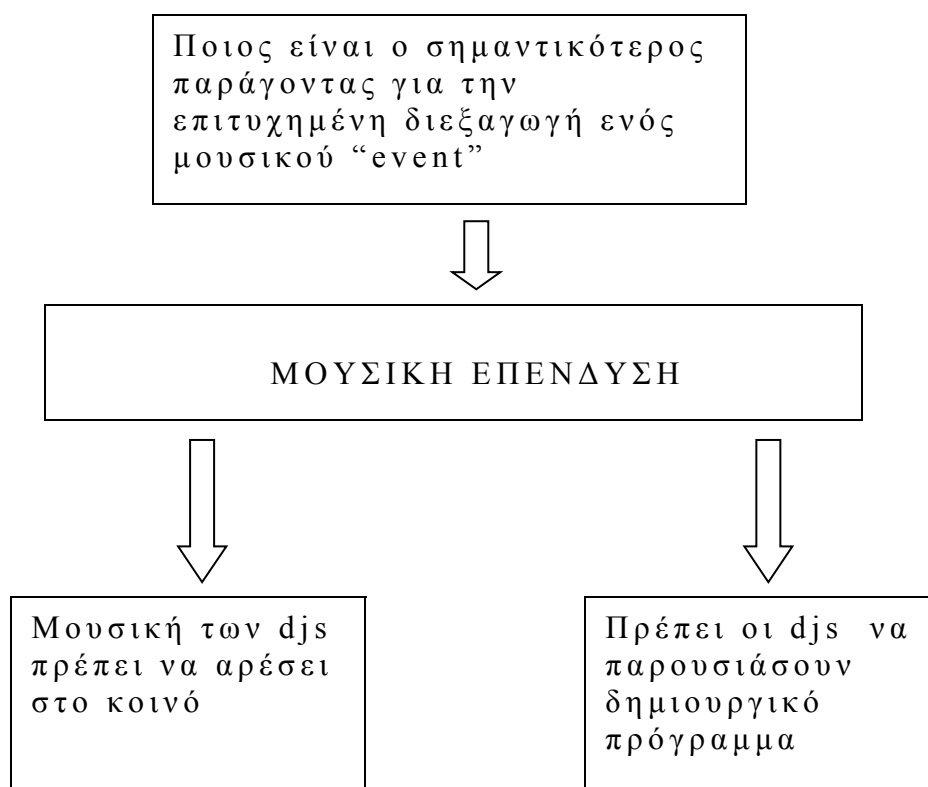 Ποιος είναι ο σημαντικότερος
παράγοντας για την
επιτυχημένη διεξαγωγή ενός
μουσικού “event”
ΜΟΥΣΙΚΗ ΕΠΕΝΔΥΣΗ
Μουσική των djs
πρέπει να αρέσει
στο κοινό
Πρέπει οι djs να
παρουσιάσουν
δημιουργικό
πρόγραμμα